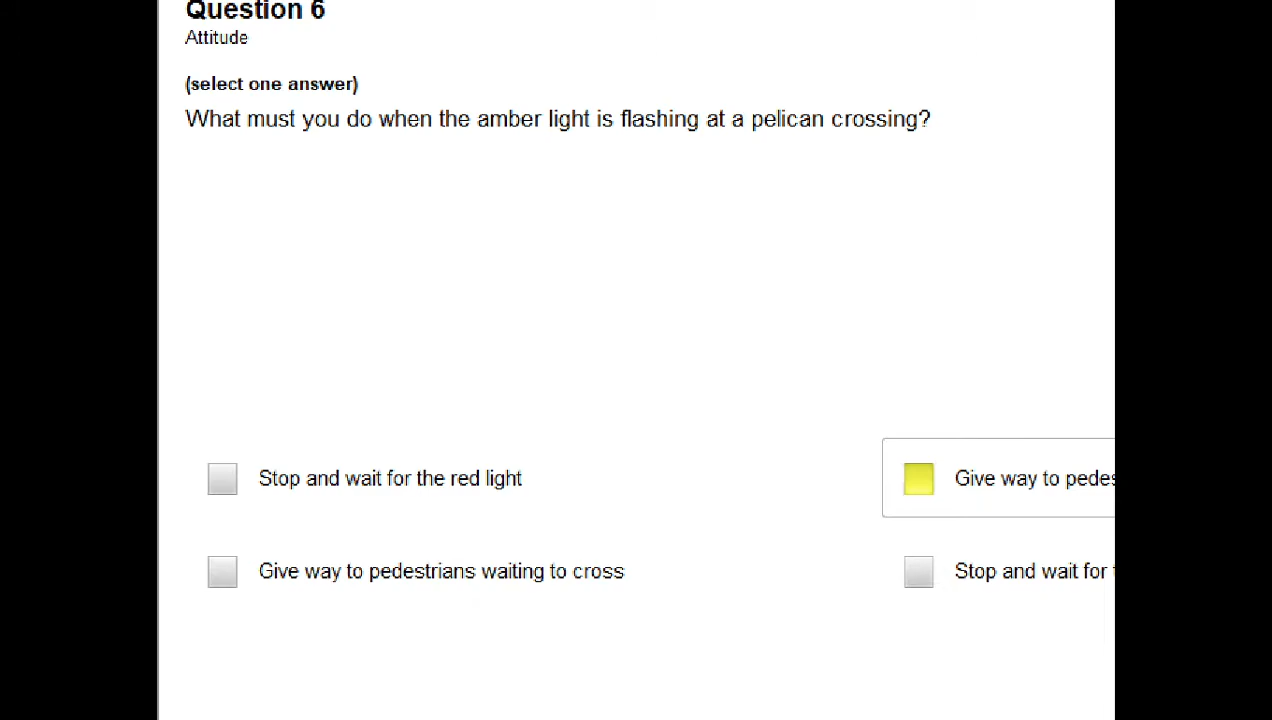 Question 6
Attitude
(select one answer)
What must you do when the amber light is flashing at a pelican crossing?
Stop and wait for the red light
Give way to
Give way to pedestrians waiting to cross
Stop and wait for